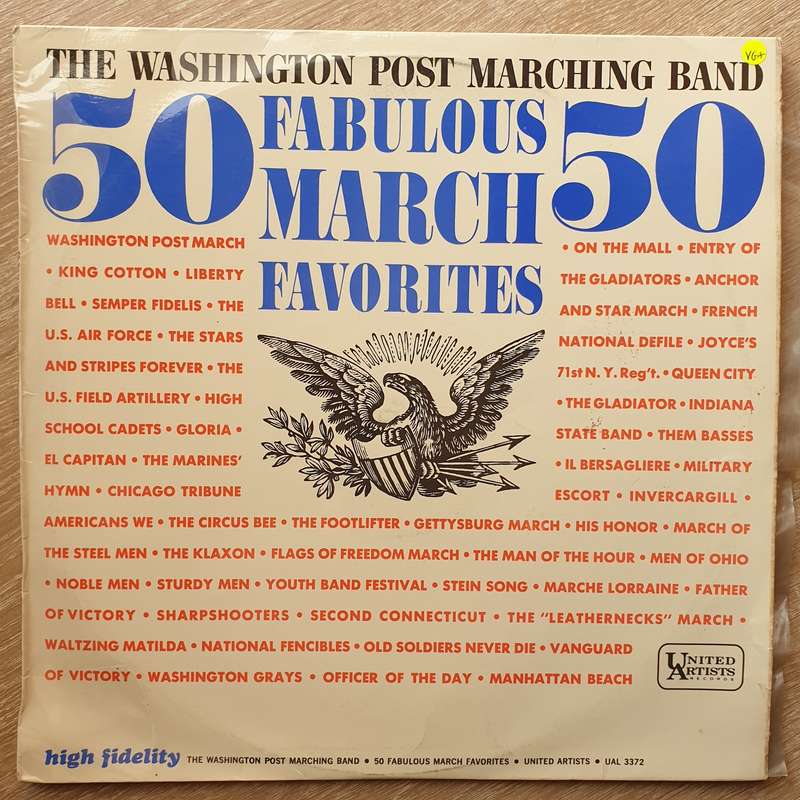 THE WASHINGTON POST MARCHING BAND
VG+
50 FABULOUS 50
MARCH
FAVORITES
WASHINGTON POST MARCH
• KING COTTON • LIBERTY
BELL • SEMPER FIDELIS • THE
U.S. AIR FORCE • THE STARS
AND STRIPES FOREVER • THE
U.S. FIELD ARTILLERY • HIGH
SCHOOL CADETS • GLORIA •
EL CAPITAN • THE MARINES'
HYMN • CHICAGO TRIBUNE
• ON THE MALL • ENTRY OF
THE GLADIATORS • ANCHOR
AND STAR MARCH • FRENCH
NATIONAL DEFILE • JOYCE'S
71st N. Y. Reg't. • QUEEN CITY
• THE GLADIATOR • INDIANA
STATE BAND • THEM BASSES
• IL BERSAGLIERE • MILITARY
ESCORT • INVERCARGILL •
AMERICANS WE • THE CIRCUS BEE • THE FOOTLIFTER • GETTYSBURG MARCH • HIS HONOR • MARCH OF
THE STEEL MEN • THE KLAXON • FLAGS OF FREEDOM MARCH • THE MAN OF THE HOUR • MEN OF OHIO
• NOBLE MEN • STURDY MEN • YOUTH BAND FESTIVAL • STEIN SONG • MARCHE LORRAINE • FATHER
OF VICTORY • SHARPSHOOTERS • SECOND CONNECTICUT • THE "LEATHERNECKS" MARCH •
WALTZING MATILDA • NATIONAL FENCIBLES • OLD SOLDIERS NEVER DIE • VANGUARD
OF VICTORY • WASHINGTON GRAYS • OFFICER OF THE DAY • MANHATTAN BEACH
UNITED
ARTISTS
RECORDS
high fidelity THE WASHINGTON POST MARCHING BAND • 50 FABULOUS MARCH FAVORITES • UNITED ARTISTS • UAL 3372